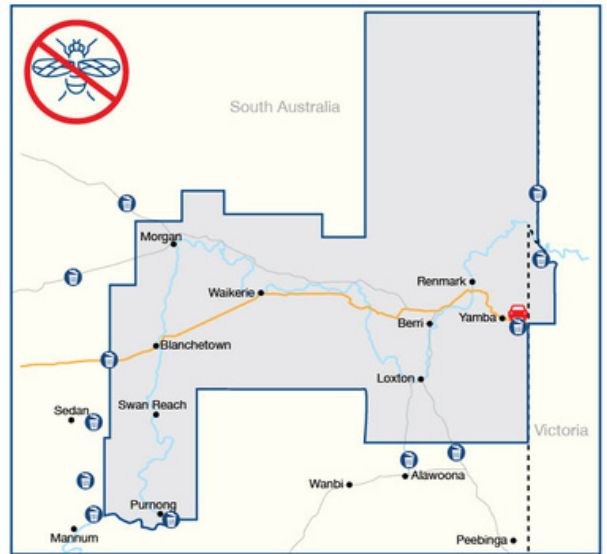 South Australia
Morgan
Renmark
Waikerie
Yamba
Berri
Blanchetown
Loxton
Swan Reach
Sedan
Victoria
Alawoona
Wanbi
Purnong
Mannum
Peebinga